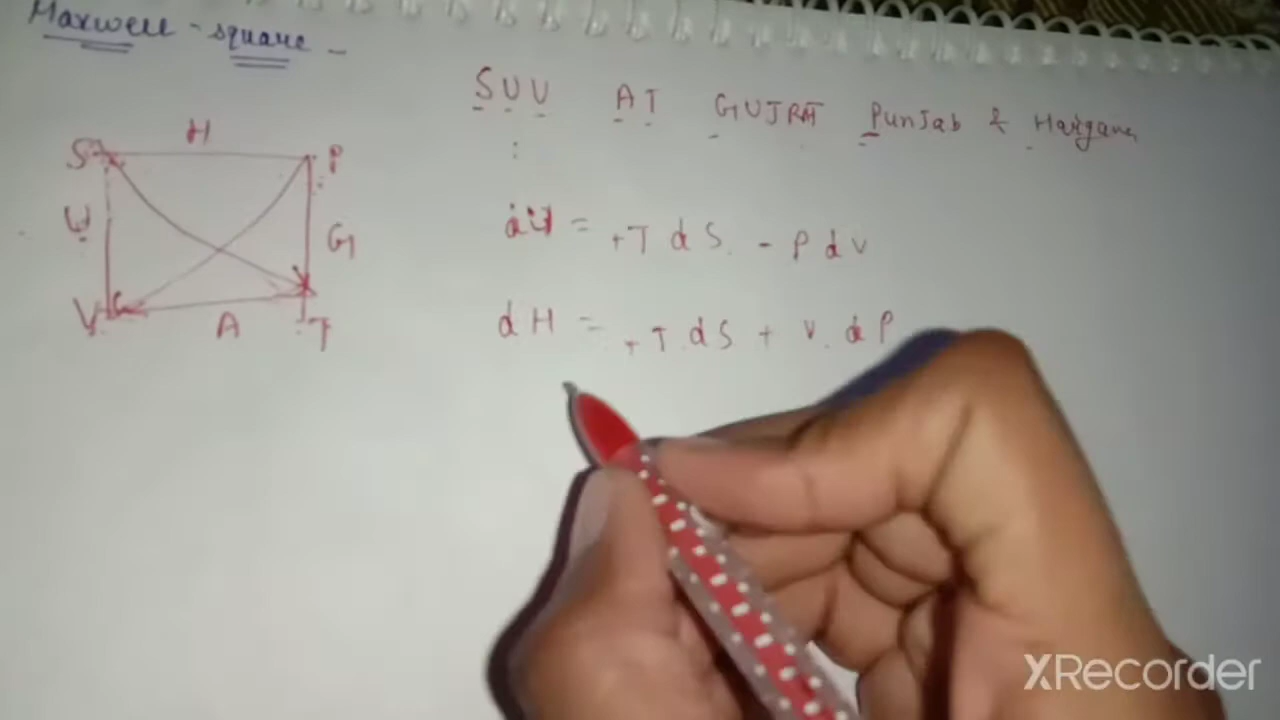 Maxwell - square -
SUV AT GUJRAT Punjab & Haryana
H
S P
U G
V A T
dU = +T dS - P dV
dH = +T.dS + V.dP
XRecorder